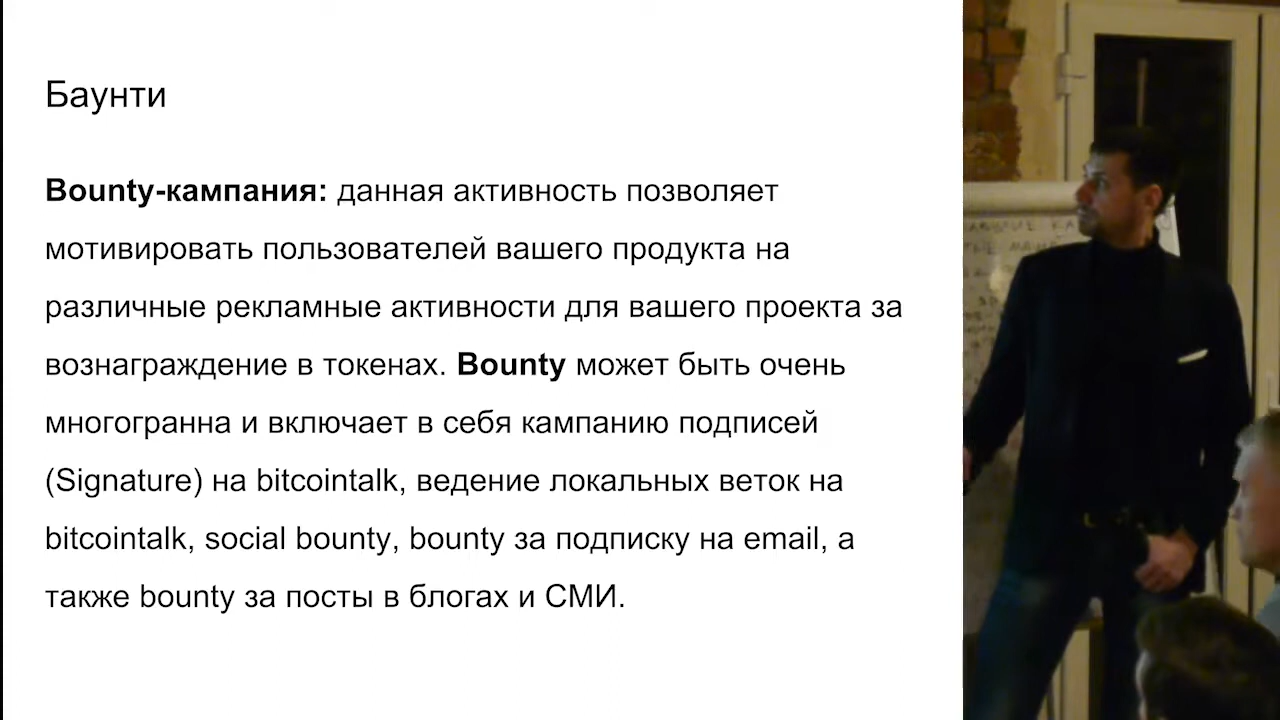 Баунти
Bounty-кампания: данная активность позволяет
мотивировать пользователей вашего продукта на
различные рекламные активности для вашего проекта за
вознаграждение в токенах. Bounty может быть очень
многогранна и включает в себя кампанию подписей
(Signature) на bitcointalk, ведение локальных веток на
bitcointalk, social bounty, bounty за подписку на email, а
также bounty за посты в блогах и СМИ.